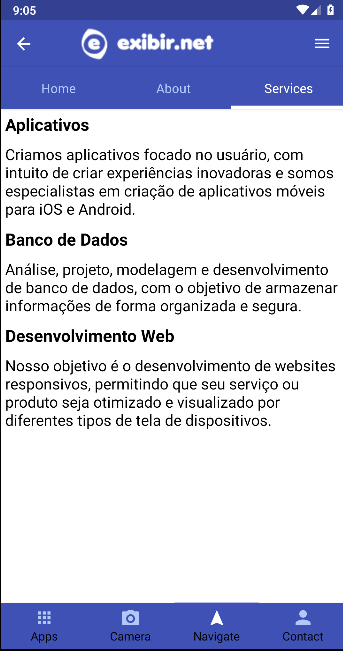 9:05
exibir.net
Home About Services
Aplicativos
Criamos aplicativos focado no usuário, com
intuito de criar experiências inovadoras e somos
especialistas em criação de aplicativos móveis
para iOS e Android.
Banco de Dados
Análise, projeto, modelagem e desenvolvimento
de banco de dados, com o objetivo de armazenar
informações de forma organizada e segura.
Desenvolvimento Web
Nosso objetivo é o desenvolvimento de websites
responsivos, permitindo que seu serviço ou
produto seja otimizado e visualizado por
diferentes tipos de tela de dispositivos.
Apps Camera Navigate Contact